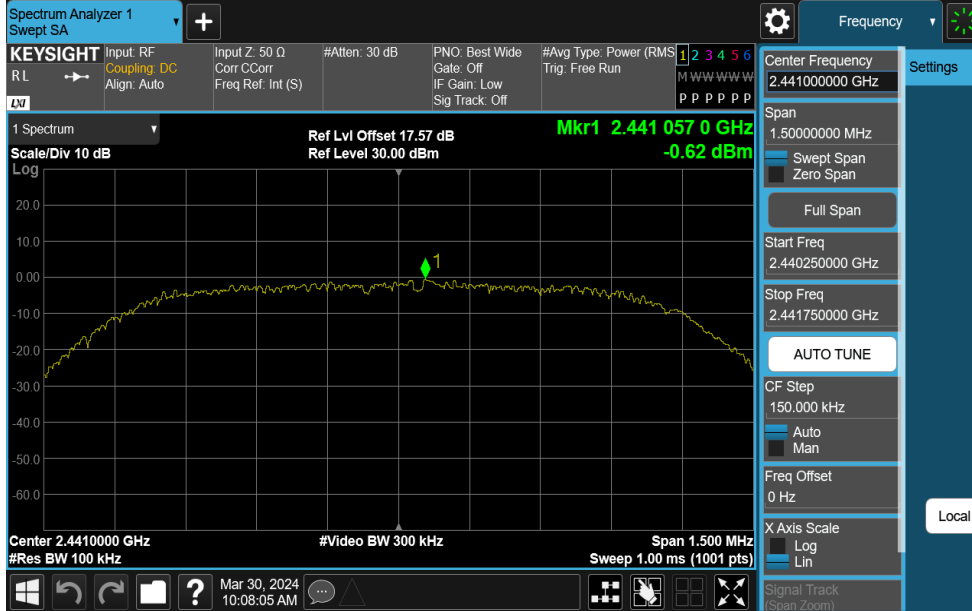 Spectrum Analyzer 1
Swept SA
Frequency
KEYSIGHT
R L
LXI
Input: RF
Coupling: DC
Align: Auto
Input Z: 50 Ω
Corr CCorr
Freq Ref: Int (S)
#Atten: 30 dB
PNO: Best Wide
Gate: Off
IF Gain: Low
Sig Track: Off
#Avg Type: Power (RMS
Trig: Free Run
1 2 3 4 5 6
M W W W W W
P P P P P P
1 Spectrum
Scale/Div 10 dB
Log
Ref Lvl Offset 17.57 dB
Ref Level 30.00 dBm
Mkr1 2.441 057 0 GHz
-0.62 dBm
20.0
10.0
0.00
-10.0
-20.0
-30.0
-40.0
-50.0
-60.0
1
Center 2.4410000 GHz
#Res BW 100 kHz
#Video BW 300 kHz
Span 1.500 MHz
Sweep 1.00 ms (1001 pts)
Mar 30, 2024
10:08:05 AM
Center Frequency
2.441000000 GHz
Span
1.50000000 MHz
Swept Span
Zero Span
Full Span
Start Freq
2.440250000 GHz
Stop Freq
2.441750000 GHz
AUTO TUNE
CF Step
150.000 kHz
Auto
Man
Freq Offset
0 Hz
X Axis Scale
Log
Lin
Signal Track
(Span Zoom)
Settings
Local